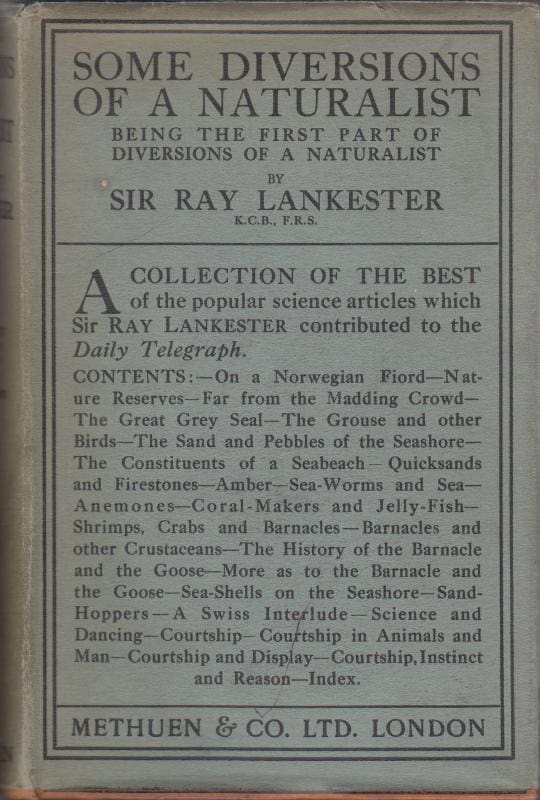 SOME DIVERSIONS
OF A NATURALIST
BEING THE FIRST PART OF
DIVERSIONS OF A NATURALIST
BY
SIR RAY LANKESTER
K.C.B., F.R.S.
A COLLECTION OF THE BEST
of the popular science articles which
Sir RAY LANKESTER contributed to the
Daily Telegraph.
CONTENTS:—On a Norwegian Fiord—Nat-
ure Reserves—Far from the Madding Crowd—
The Great Grey Seal—The Grouse and other
Birds—The Sand and Pebbles of the Seashore—
The Constituents of a Seabeach—Quicksands
and Firestones—Amber—Sea-Worms and Sea—
Anemones—Coral-Makers and Jelly-Fish—
Shrimps, Crabs and Barnacles—Barnacles and
other Crustaceans—The History of the Barnacle
and the Goose—More as to the Barnacle and
the Goose—Sea-Shells on the Seashore—Sand-
Hoppers—A Swiss Interlude—Science and
Dancing—Courtship—Courtship in Animals and
Man—Courtship and Display—Courtship, Instinct
and Reason—Index.
METHUEN & CO. LTD. LONDON